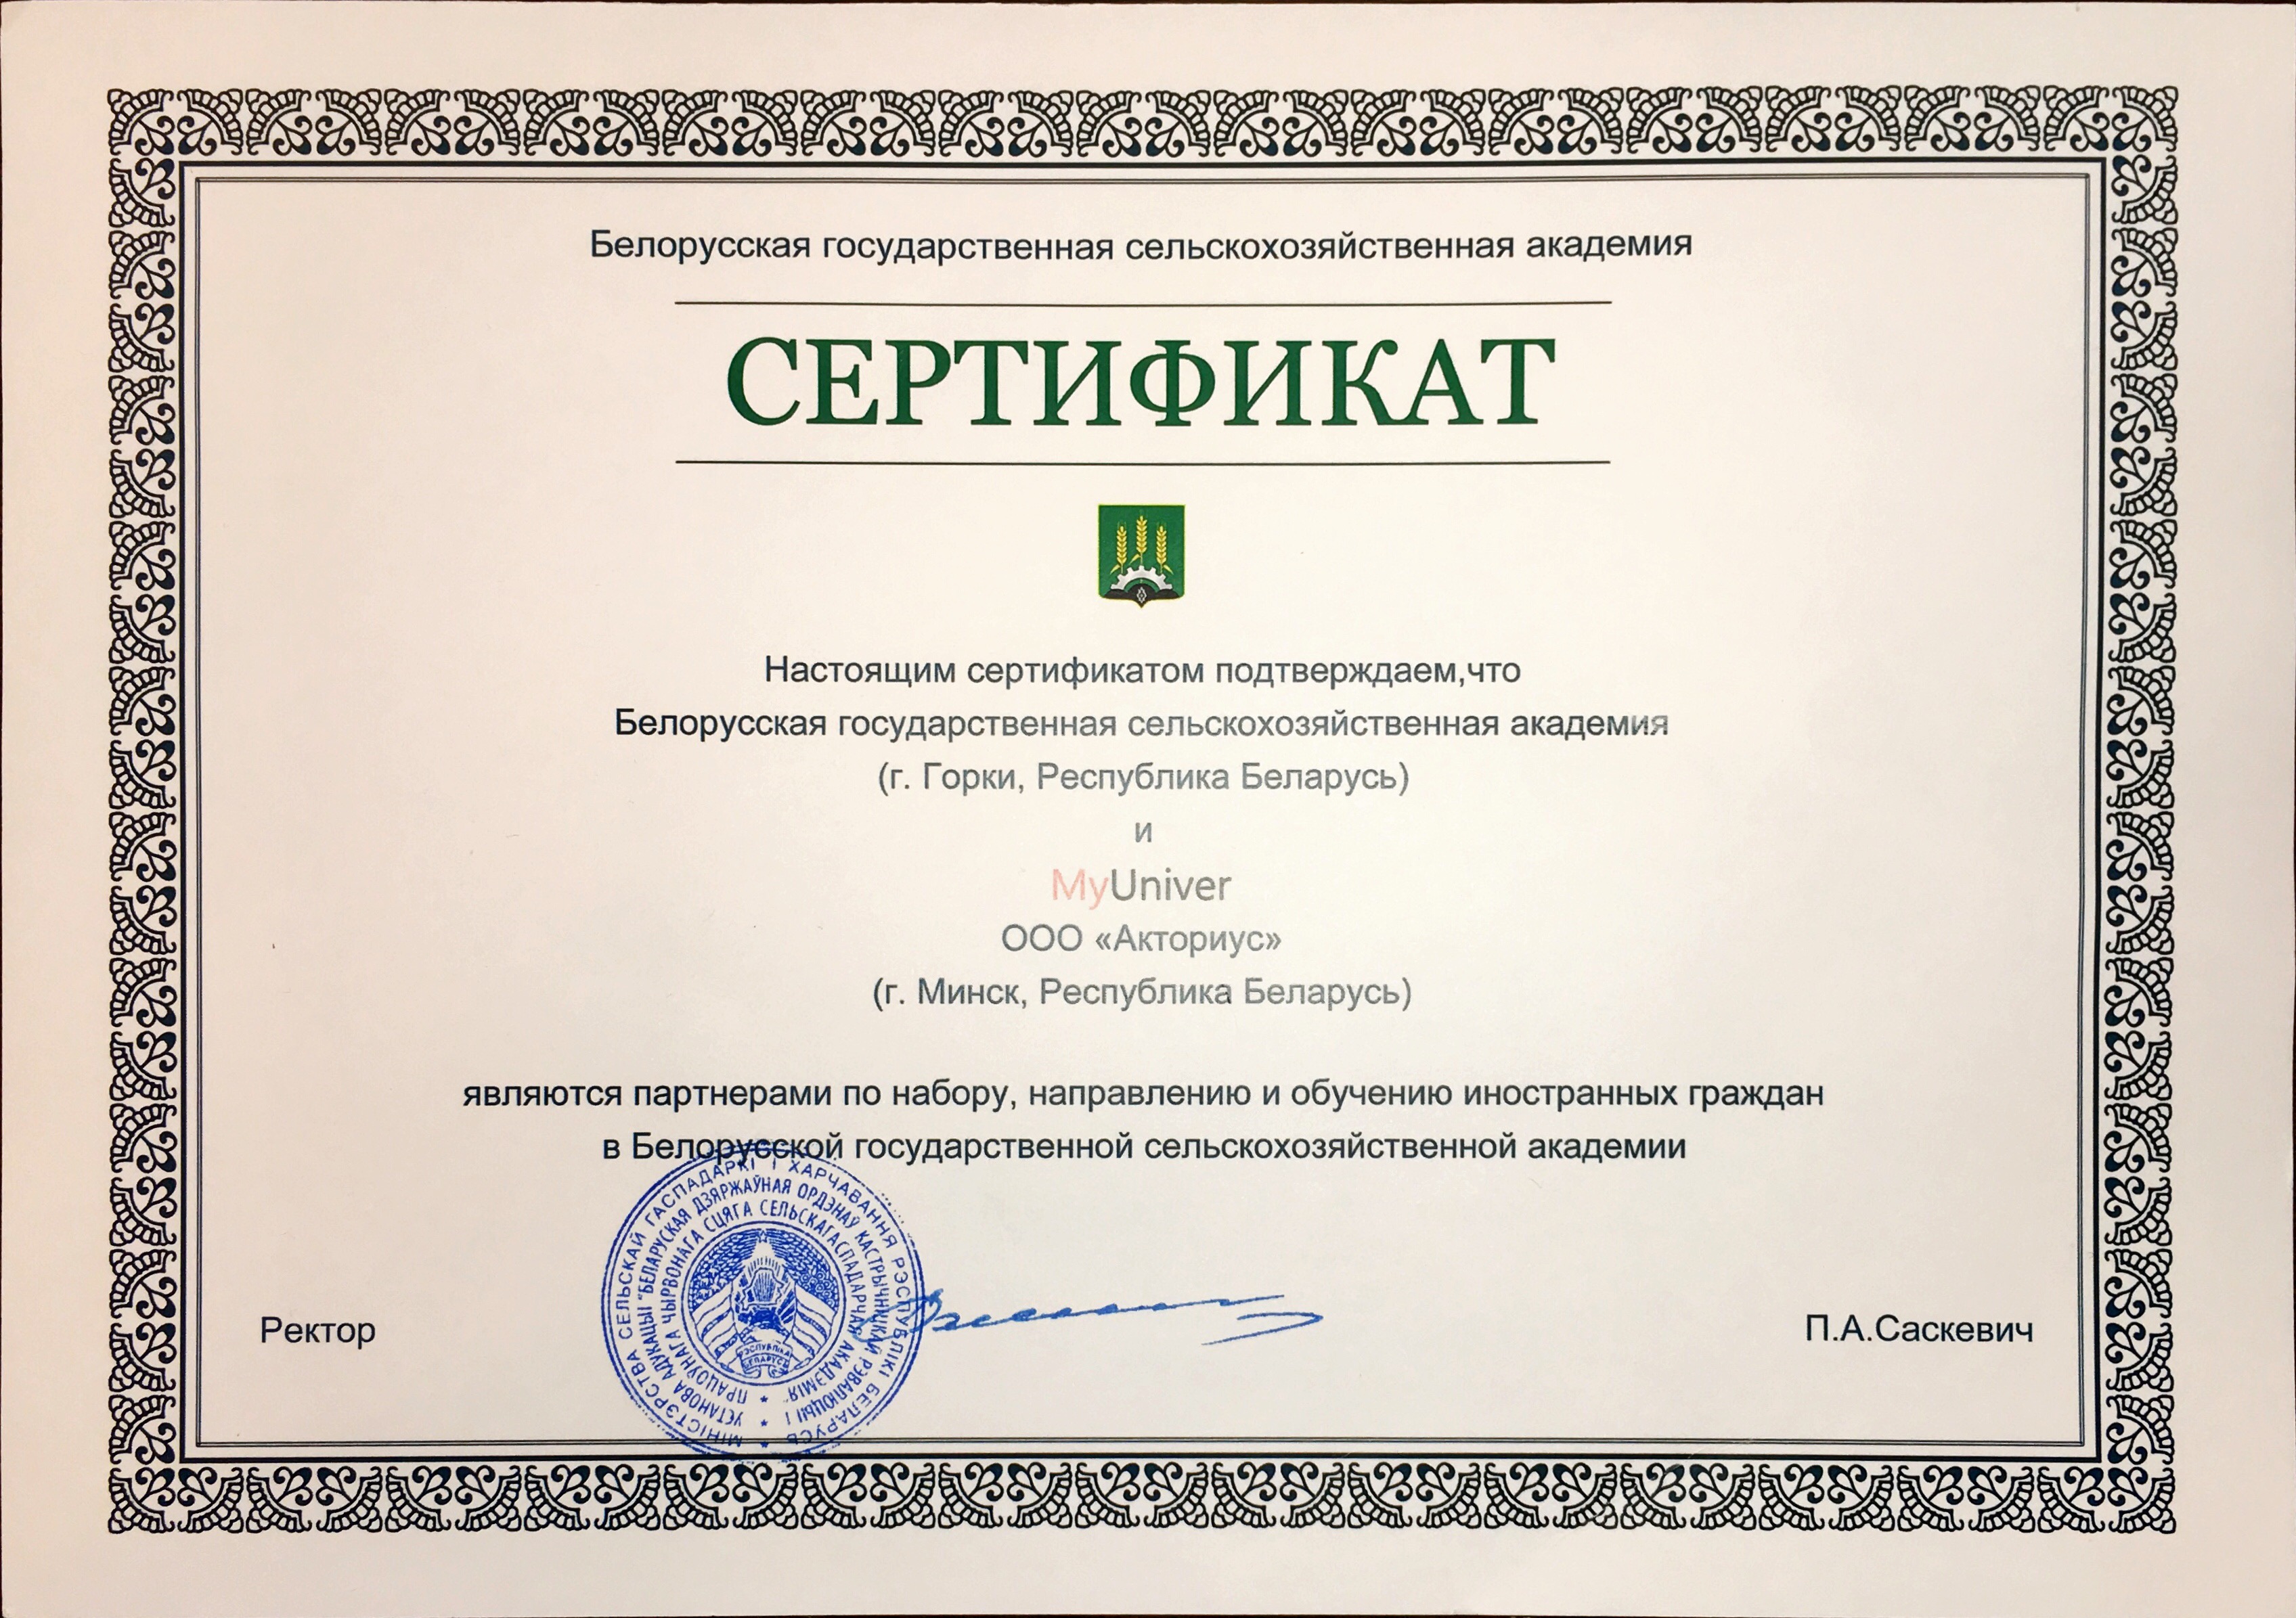 Белорусская государственная сельскохозяйственная академия
СЕРТИФИКАТ
Настоящим сертификатом подтверждаем,что
Белорусская государственная сельскохозяйственная академия
(г. Горки, Республика Беларусь)
и
MyUniver
ООО «Акториус»
(г. Минск, Республика Беларусь)
являются партнерами по набору, направлению и обучению иностранных граждан
в Белорусской государственной сельскохозяйственной академии
МІНІСТЭРСТВА СЕЛЬСКАЙ ГАСПАДАРКІ І ХАРЧАВАННЯ РЭСПУБЛІКІ БЕЛАРУСЬ
УСТАНОВА АДУКАЦЫІ "БЕЛАРУСКАЯ ДЗЯРЖАЎНАЯ ОРДЭНАЎ КАСТРЫЧНІЦКАЙ РЭВАЛЮЦЫІ І
ПРАЦОЎНАГА ЧЫРВОНАГА СЦЯГА СЕЛЬСКАГАСПАДАРЧАЯ АКАДЭМІЯ"
РЭСПУБЛІКА
БЕЛАРУСЬ
Ректор
П.А.Саскевич